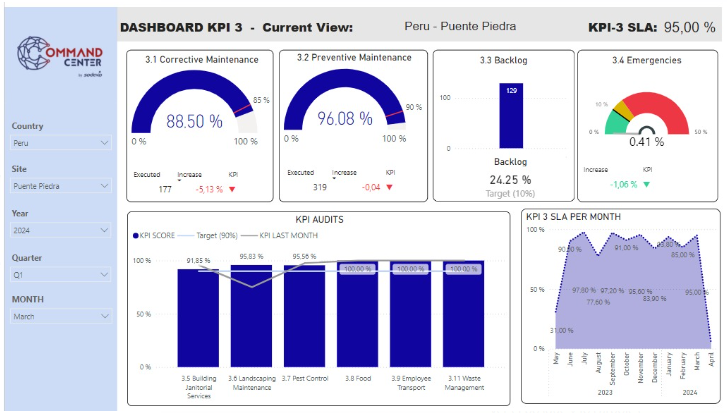 COMMAND
CENTER
DASHBOARD KPI 3 - Current View:
Peru - Puente Piedra
KPI-3 SLA: 95,00 %
Country
Peru
Site
Puente Piedra
Year
2024
Quarter
Q1
MONTH
March
3.1 Corrective Maintenance
85 %
88.50 %
0 %
100 %
Executed
Increase
KPI
177
-5,13 %
3.2 Preventive Maintenance
90 %
96.08 %
0 %
100 %
Executed
Increase
KPI
319
-0,04
3.3 Backlog
129
100
0
Backlog
24.25 %
Target (10%)
3.4 Emergencies
10 %
0 %
50 %
0.41 %
Increase
KPI
-1,06 %
KPI AUDITS
KPI SCORE
Target (90%)
KPI LAST MONTH
100 %
50 %
0 %
91,85 %
95,83 %
95,56 %
100,00 %
100,00 %
100,00 %
3.5 Building
Janitorial
Services
3.6 Landscaping
Maintenance
3.7 Pest Control
3.8 Food
3.9 Employee
Transport
3.11 Waste
Management
KPI 3 SLA PER MONTH
100 %
50 %
0 %
31,00 %
97,60 %
77,60 %
97,20 %
91,00 %
95,60 %
83,90 %
85,00 %
95,00 %
May
June
July
August
September
October
November
December
January
February
March
April
2023
2024